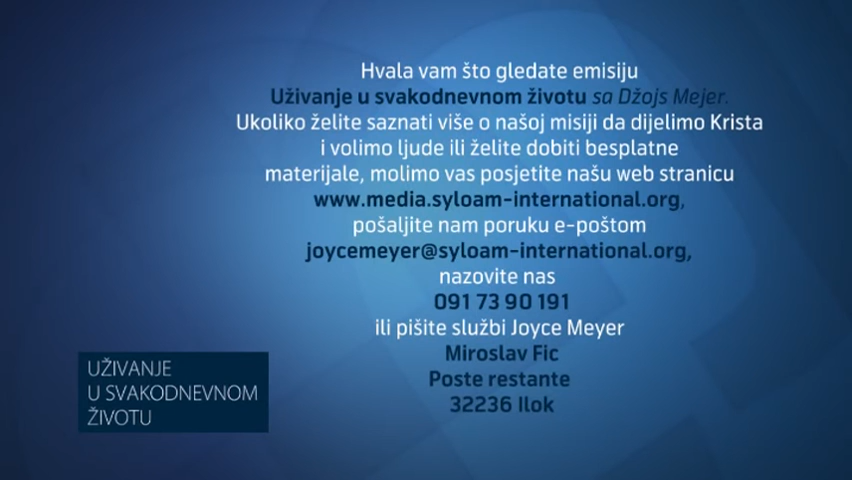 Hvala vam što gledate emisiju
Uživanje u svakodnevnom životu sa Džojs Mejer.
Ukoliko želite saznati više o našoj misiji da dijelimo Krista
i volimo ljude ili želite dobiti besplatne
materijale, molimo vas posjetite našu web stranicu
www.media.syloam-international.org,
pošaljite nam poruku e-poštom
joycemeyer@syloam-international.org,
nazovite nas
091 73 90 191
ili pišite službi Joyce Meyer
Miroslav Fic
Poste restante
32236 Ilok
UŽIVANJE
U SVAKODNEVNOM
ŽIVOTU